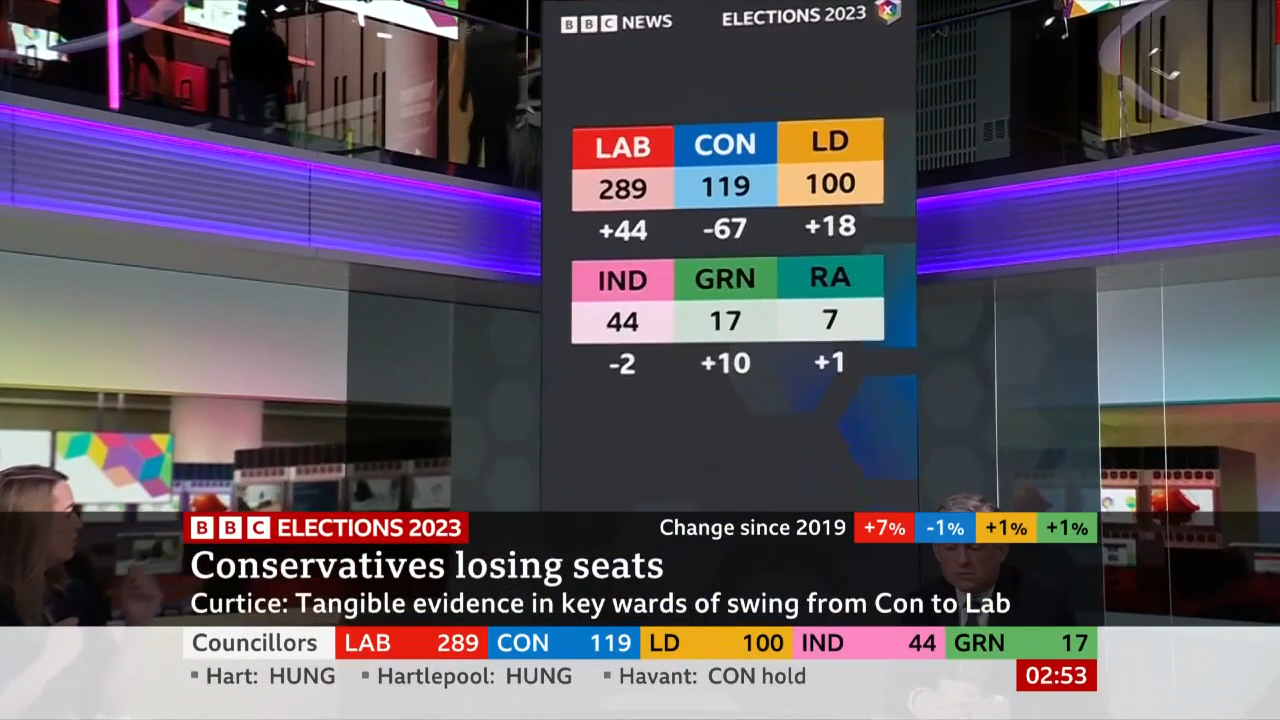 BBC NEWS ELECTIONS 2023
LAB CON LD
289 119 100
+44 -67 +18
IND GRN RA
44 17 7
-2 +10 +1
BBC ELECTIONS 2023 Change since 2019 +7% -1% +1% +1%
Conservatives losing seats
Curtice: Tangible evidence in key wards of swing from Con to Lab
Councillors LAB 289 CON 119 LD 100 IND 44 GRN 17
▪ Hart: HUNG ▪ Hartlepool: HUNG ▪ Havant: CON hold 02:53